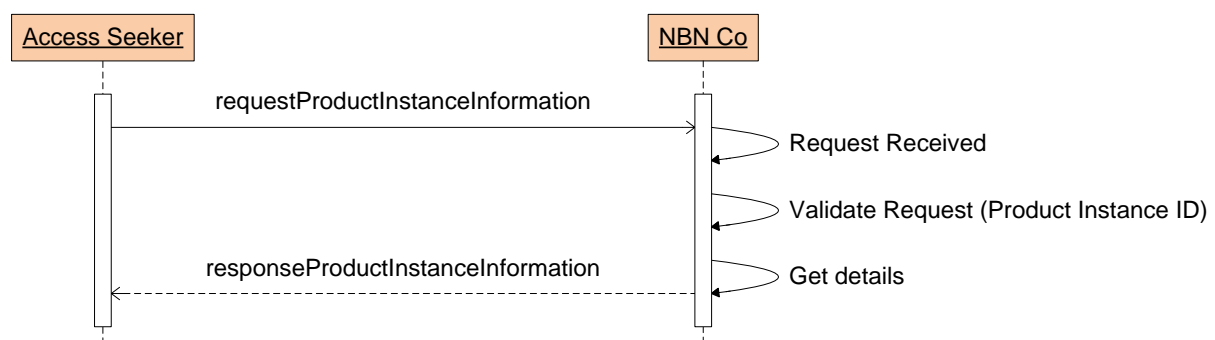 Access Seeker
NBN Co
requestProductInstanceInformation
Request Received
Validate Request (Product Instance ID)
responseProductInstanceInformation
Get details